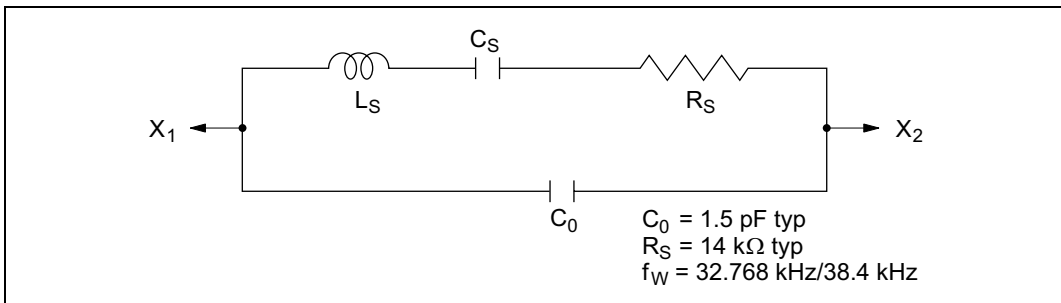 C_S
L_S
R_S
X_1
X_2
C_0
C_0 = 1.5 pF typ
R_S = 14 kΩ typ
f_W = 32.768 kHz/38.4 kHz